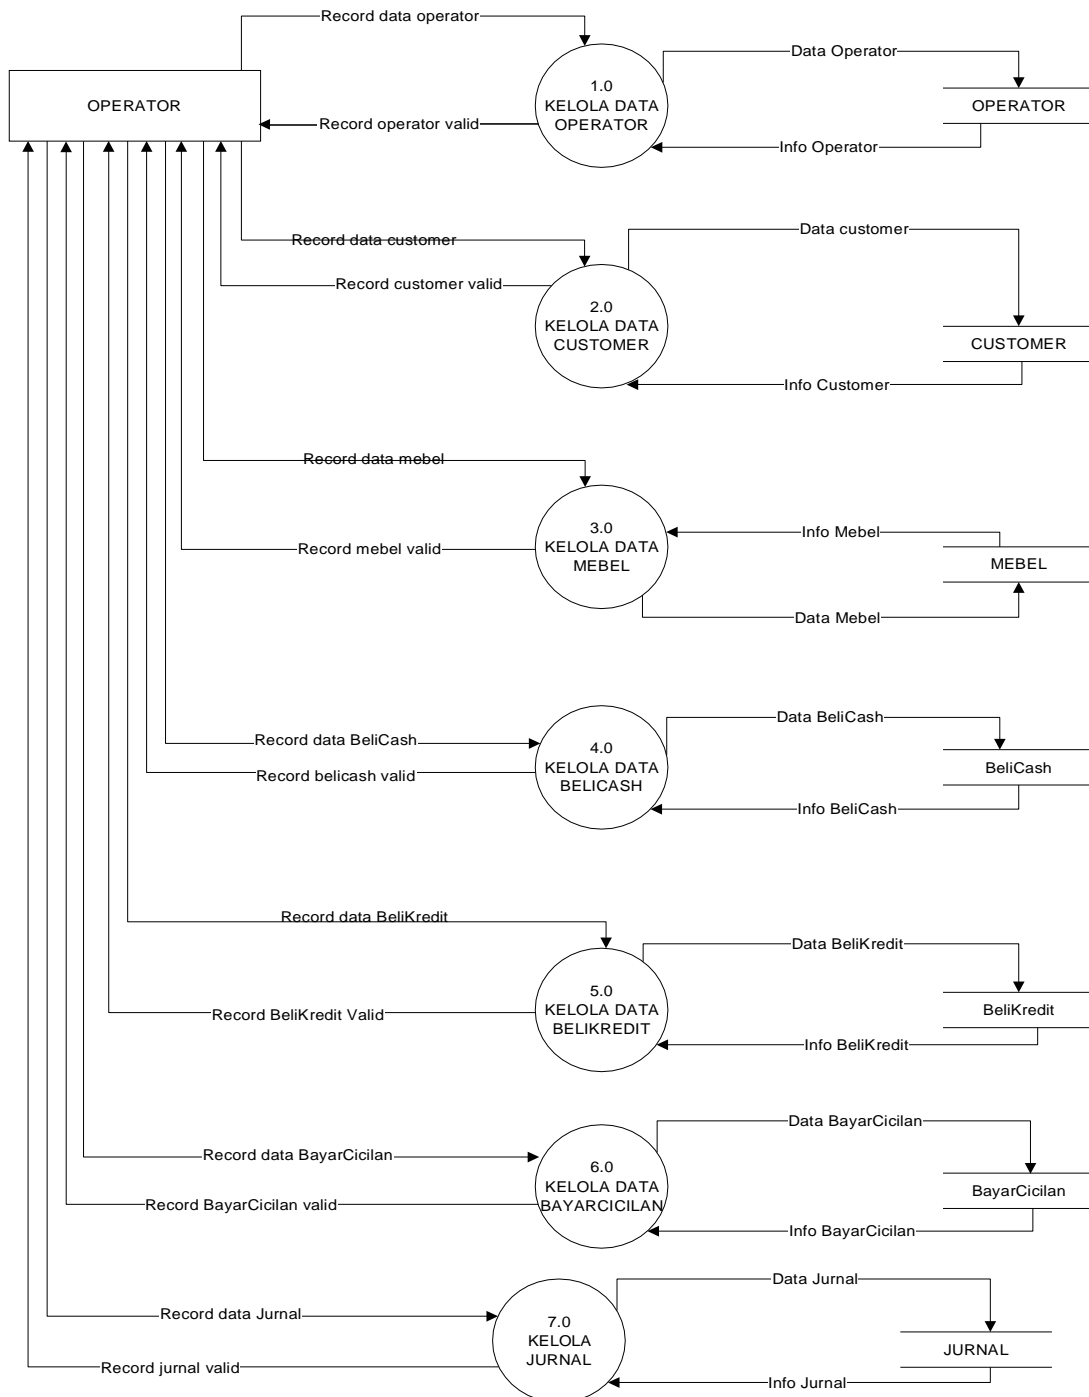 Record data operator
OPERATOR
Record operator valid
1.0
KELOLA DATA
OPERATOR
Data Operator
OPERATOR
Info Operator
Record data customer
Record customer valid
2.0
KELOLA DATA
CUSTOMER
Data customer
CUSTOMER
Info Customer
Record data mebel
Record mebel valid
3.0
KELOLA DATA
MEBEL
Info Mebel
MEBEL
Data Mebel
Record data BeliCash
Record belicash valid
4.0
KELOLA DATA
BELICASH
Data BeliCash
BeliCash
Info BeliCash
Record data BeliKredit
Record BeliKredit Valid
5.0
KELOLA DATA
BELIKREDIT
Data BeliKredit
BeliKredit
Info BeliKredit
Record data BayarCicilan
Record BayarCicilan valid
6.0
KELOLA DATA
BAYARCICILAN
Data BayarCicilan
BayarCicilan
Info BayarCicilan
Record data Jurnal
Record jurnal valid
7.0
KELOLA
JURNAL
Data Jurnal
JURNAL
Info Jurnal